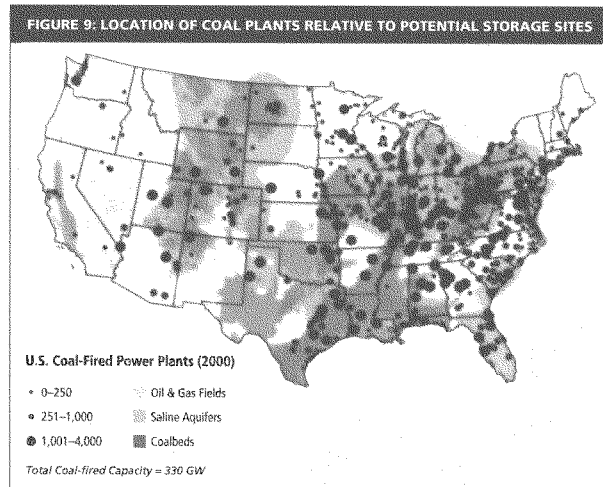 FIGURE 9: LOCATION OF COAL PLANTS RELATIVE TO POTENTIAL STORAGE SITES
U.S. Coal-Fired Power Plants (2000)
0–250
251–1,000
1,001–4,000
Oil & Gas Fields
Saline Aquifers
Coalbeds
Total Coal-fired Capacity = 330 GW